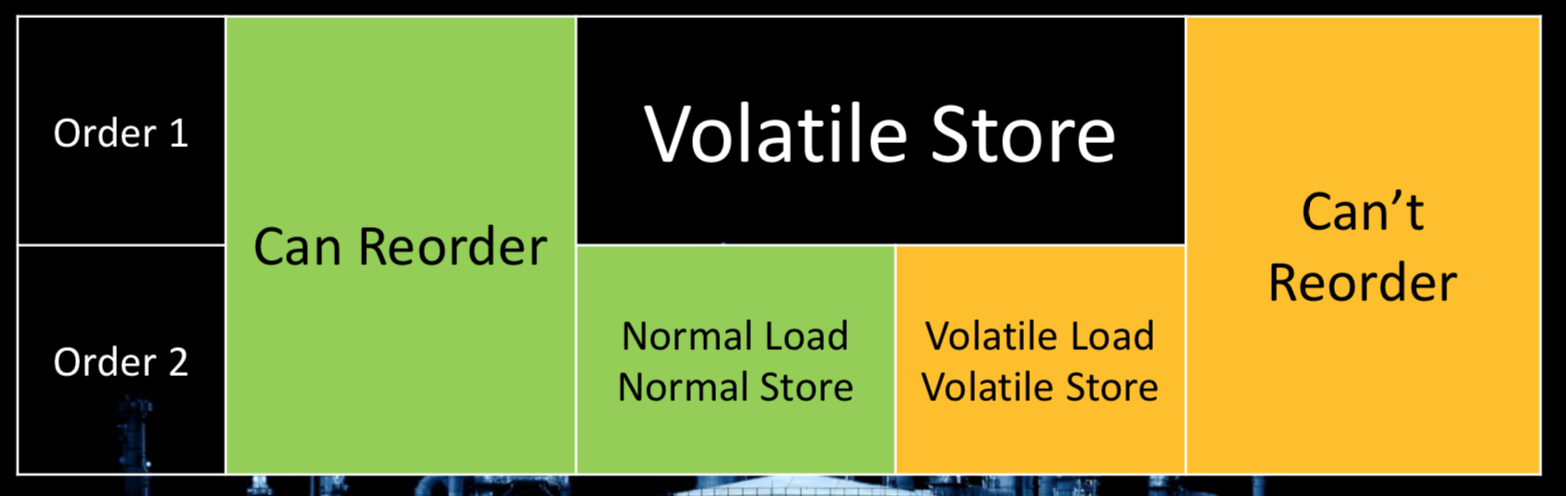 Order 1
Can Reorder
Volatile Store
Can’t
Reorder
Order 2
Normal Load
Normal Store
Volatile Load
Volatile Store